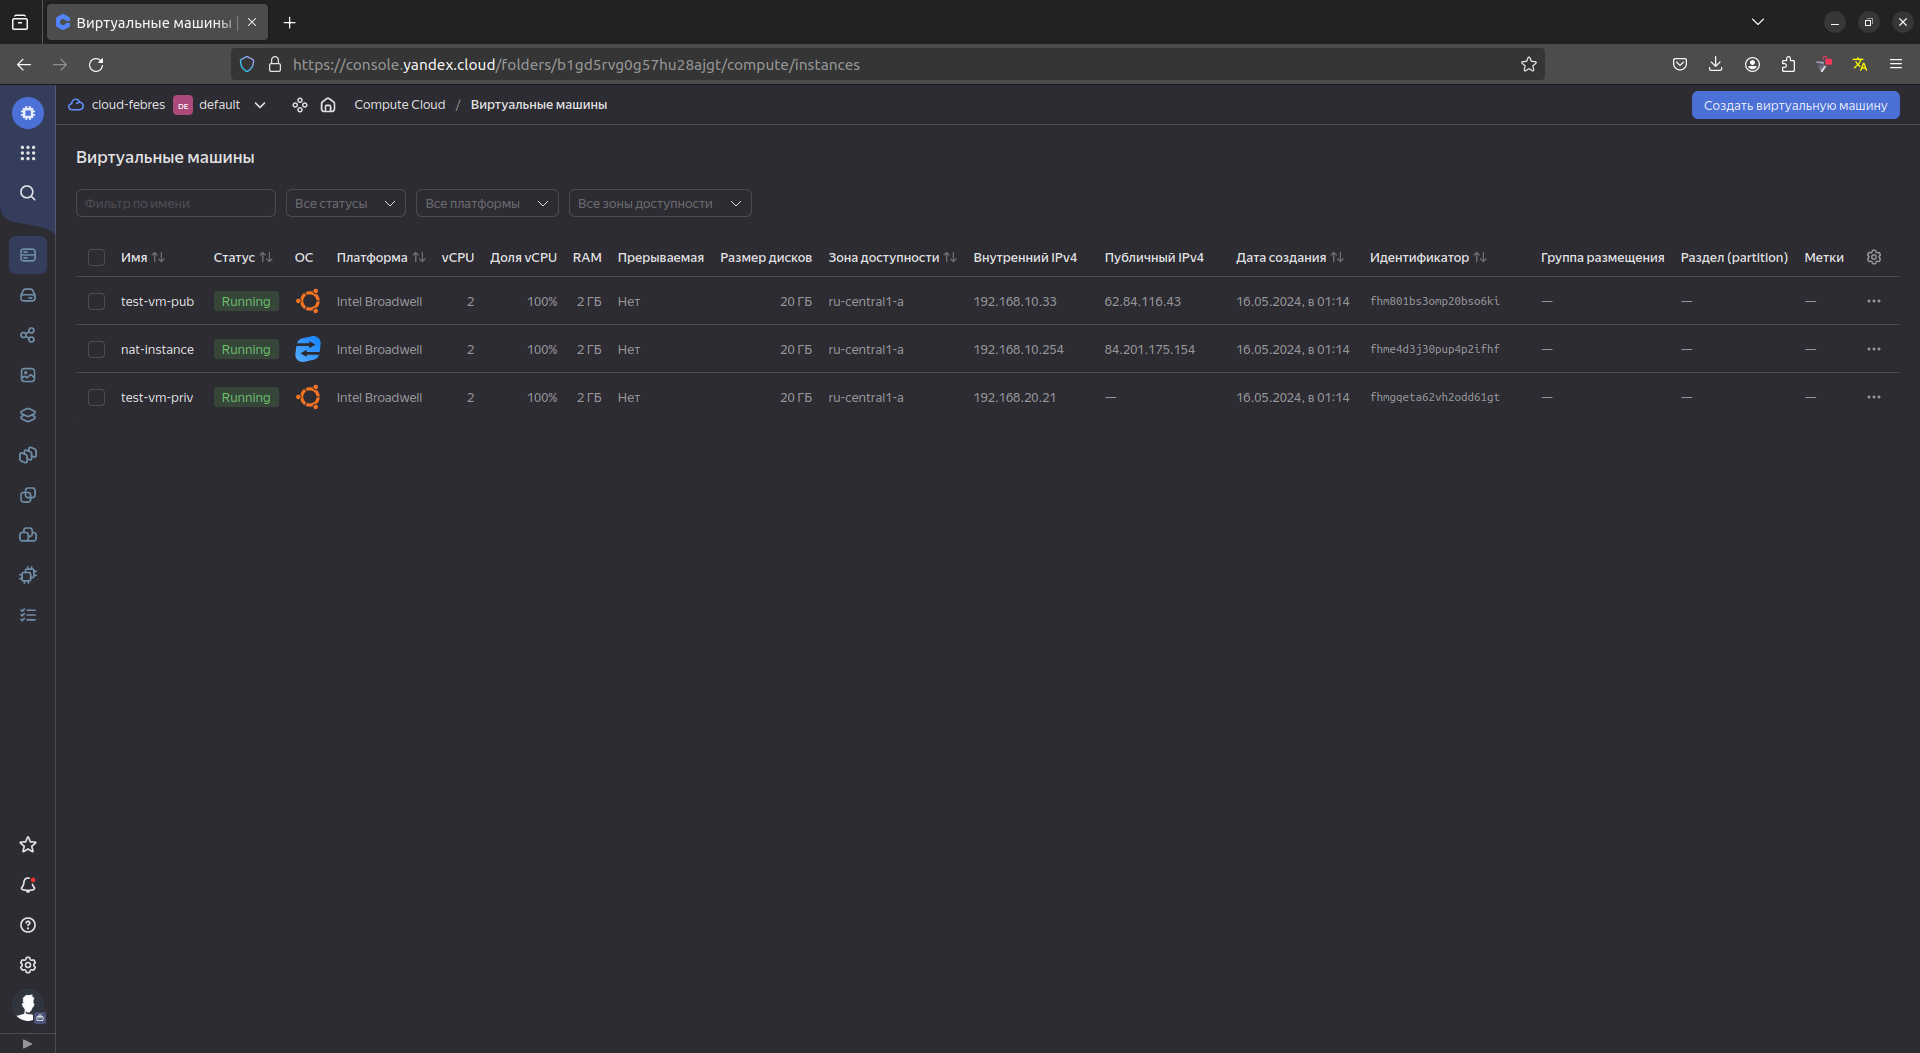 Виртуальные машины |
https://console.yandex.cloud/folders/b1gd5rvg0g57hu28ajgt/compute/instances
cloud-febres DE default Compute Cloud / Виртуальные машины Создать виртуальную машину
Виртуальные машины
Фильтр по имени Все статусы Все платформы Все зоны доступности
Имя Статус ОС Платформа vCPU Доля vCPU RAM Прерываемая Размер дисков Зона доступности Внутренний IPv4 Публичный IPv4 Дата создания Идентификатор Группа размещения Раздел (partition) Метки
test-vm-pub Running Intel Broadwell 2 100% 2 ГБ Нет 20 ГБ ru-central1-a 192.168.10.33 62.84.116.43 16.05.2024, в 01:14 fhm801bs3omp20bso6ki — — —
nat-instance Running Intel Broadwell 2 100% 2 ГБ Нет 20 ГБ ru-central1-a 192.168.10.254 84.201.175.154 16.05.2024, в 01:14 fhme4d3j30pup4p2ifhf — — —
test-vm-priv Running Intel Broadwell 2 100% 2 ГБ Нет 20 ГБ ru-central1-a 192.168.20.21 — 16.05.2024, в 01:14 fhmgqeta62vh2odd61gt — — —